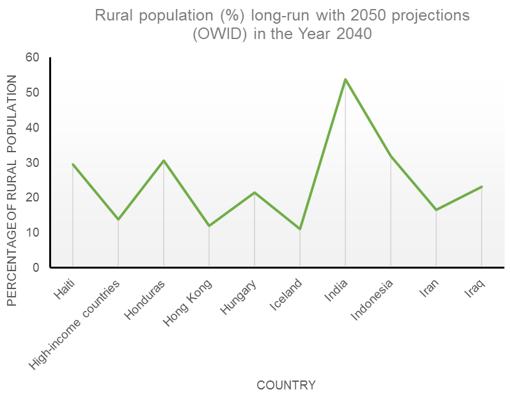 Rural population (%) long-run with 2050 projections
(OWID) in the Year 2040
PERCENTAGE OF RURAL POPULATION
60
50
40
30
20
10
0
Haiti
High-income countries
Honduras
Hong Kong
Hungary
Iceland
India
Indonesia
Iran
Iraq
COUNTRY